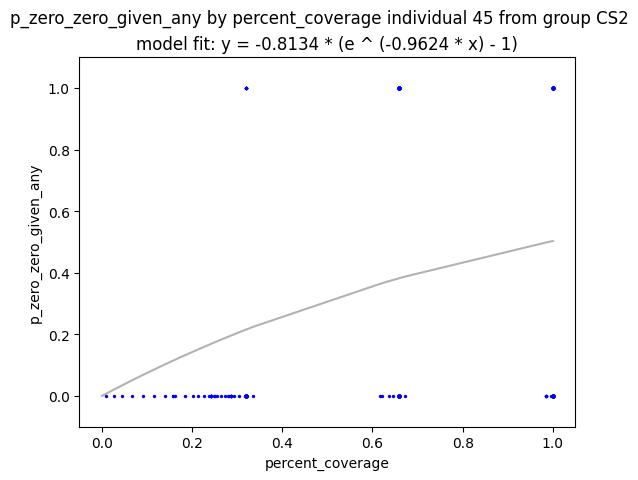 p_zero_zero_given_any by percent_coverage individual 45 from group CS2
model fit: y = -0.8134 * (e ^ (-0.9624 * x) - 1)
1.0
0.8
0.6
0.4
0.2
0.0
p_zero_zero_given_any
0.0 0.2 0.4 0.6 0.8 1.0
percent_coverage